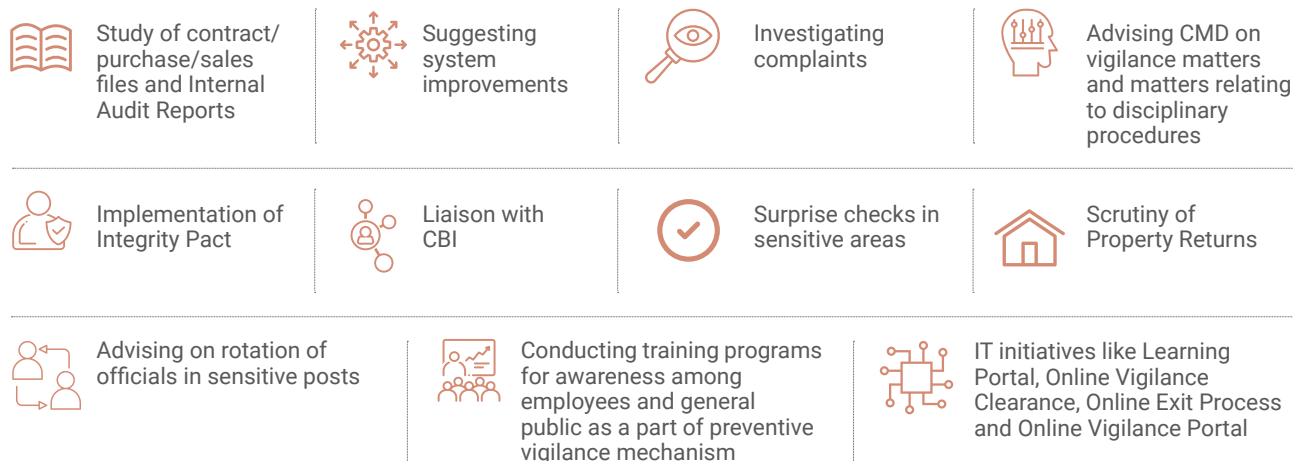 Study of contract/
purchase/sales
files and Internal
Audit Reports
Suggesting
system
improvements
Investigating
complaints
Advising CMD on
vigilance matters
and matters relating
to disciplinary
procedures
Implementation of
Integrity Pact
Liaison with
CBI
Surprise checks in
sensitive areas
Scrutiny of
Property Returns
Advising on rotation of
officials in sensitive posts
Conducting training programs
for awareness among
employees and general
public as a part of preventive
vigilance mechanism
IT initiatives like Learning
Portal, Online Vigilance
Clearance, Online Exit Process
and Online Vigilance Portal